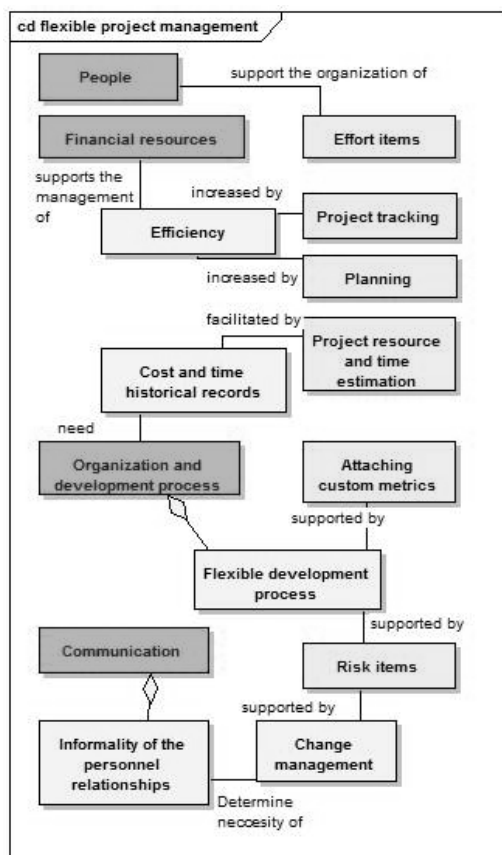 cd flexible project management
People
support the organization of
Financial resources
Effort items
supports the
management
of
increased by
Project tracking
Efficiency
increased by
Planning
facilitated by
Project resource
and time
estimation
Cost and time
historical records
need
Organization and
development process
Attaching
custom metrics
supported by
Flexible development
process
supported by
Communication
Risk items
supported by
Informality of the
personnel
relationships
Change
management
Determine
neccesity of